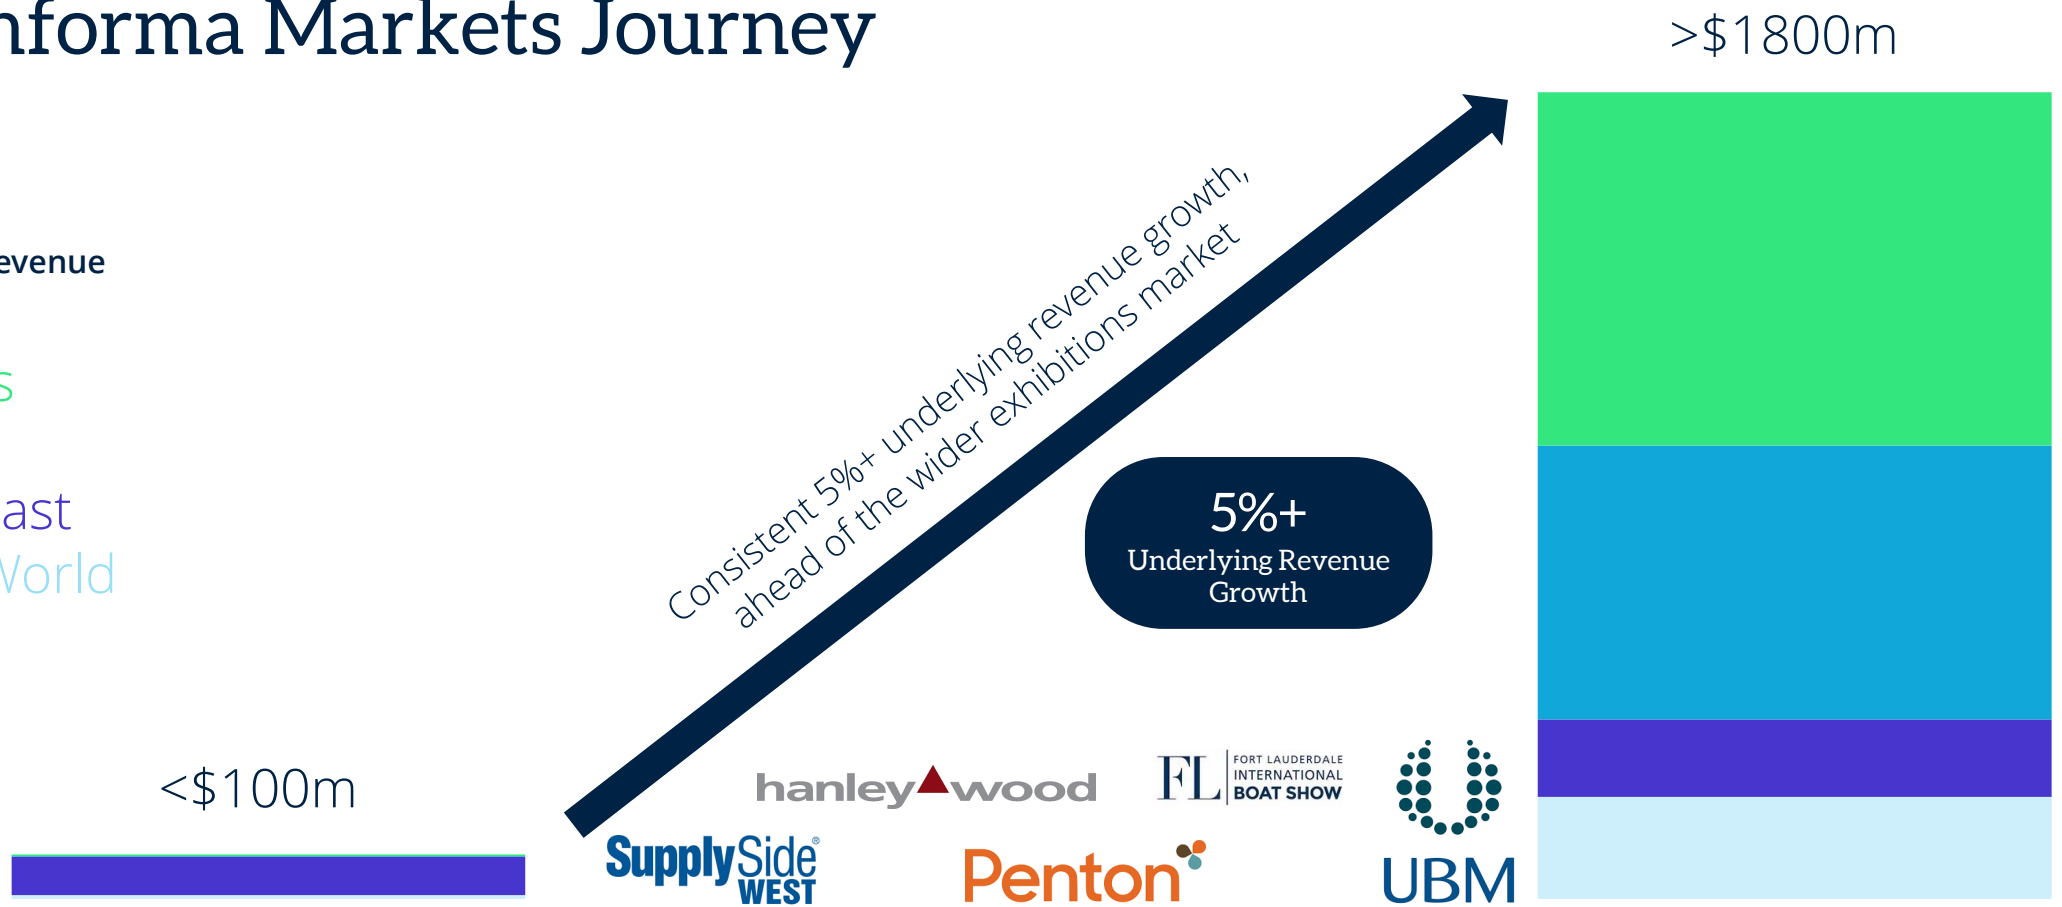 nforma Markets Journey
>$1800m
evenue
s
ast
World
Consistent 5%+ underlying revenue growth,
ahead of the wider exhibitions market
5%+
Underlying Revenue
Growth
<$100m
hanley wood
FL FORT LAUDERDALE
INTERNATIONAL
BOAT SHOW
SupplySide®
WEST
Penton
UBM